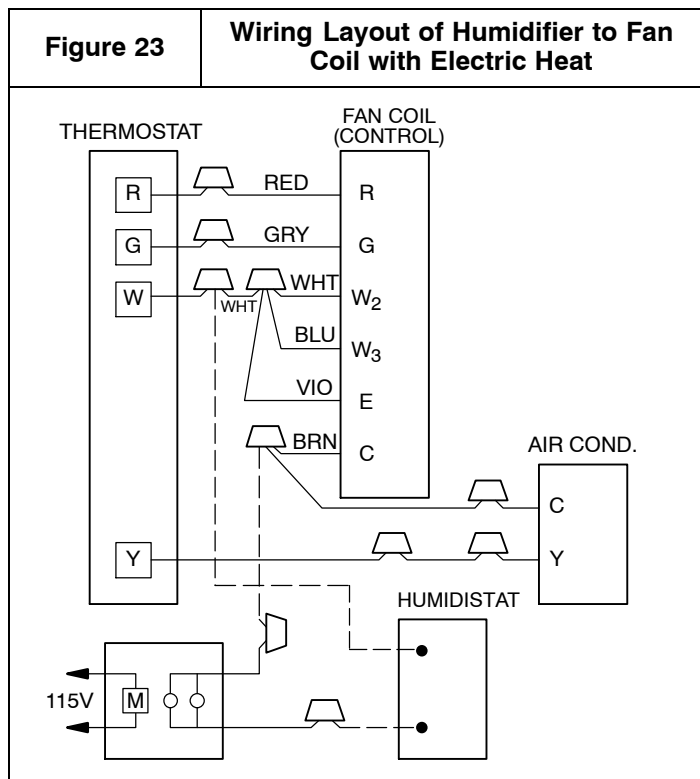 Figure 23
Wiring Layout of Humidifier to Fan
Coil with Electric Heat
FAN COIL
(CONTROL)
THERMOSTAT
R
RED
R
G
GRY
G
W
WHT
WHT
W2
BLU
W3
VIO
E
BRN
C
AIR COND.
C
Y
Y
HUMIDISTAT
115V
M